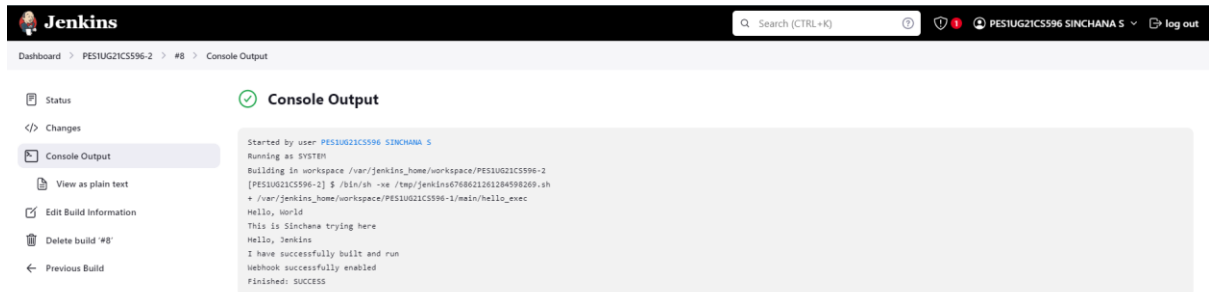 Jenkins
Search (CTRL+K)
1
PES1UG21CS596 SINCHANA S
log out
Dashboard > PES1UG21CS596-2 > #8 > Console Output
Status
Changes
Console Output
View as plain text
Edit Build Information
Delete build '#8'
Previous Build
Console Output
Started by user PES1UG21CS596 SINCHANA S
Running as SYSTEM
Building in workspace /var/jenkins_home/workspace/PES1UG21CS596-2
[PES1UG21CS596-2] $ /bin/sh -xe /tmp/jenkins6768621261284598269.sh
+ /var/jenkins_home/workspace/PES1UG21CS596-1/main/hello_exec
Hello, World
This is Sinchana trying here
Hello, Jenkins
I have successfully built and run
Webhook successfully enabled
Finished: SUCCESS